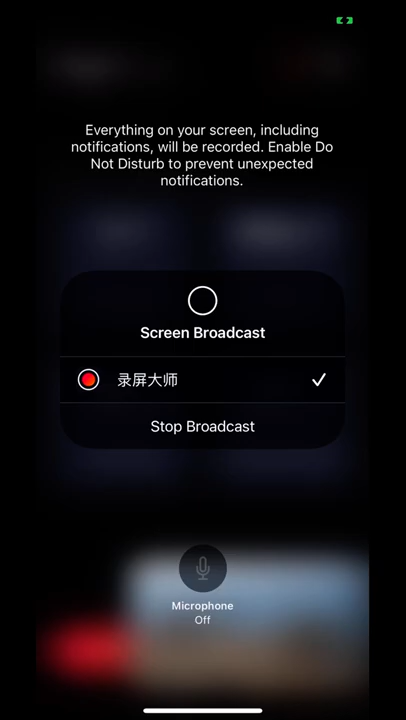 Everything on your screen, including
notifications, will be recorded. Enable Do
Not Disturb to prevent unexpected
notifications.
Screen Broadcast
录屏大师
Stop Broadcast
Microphone
Off